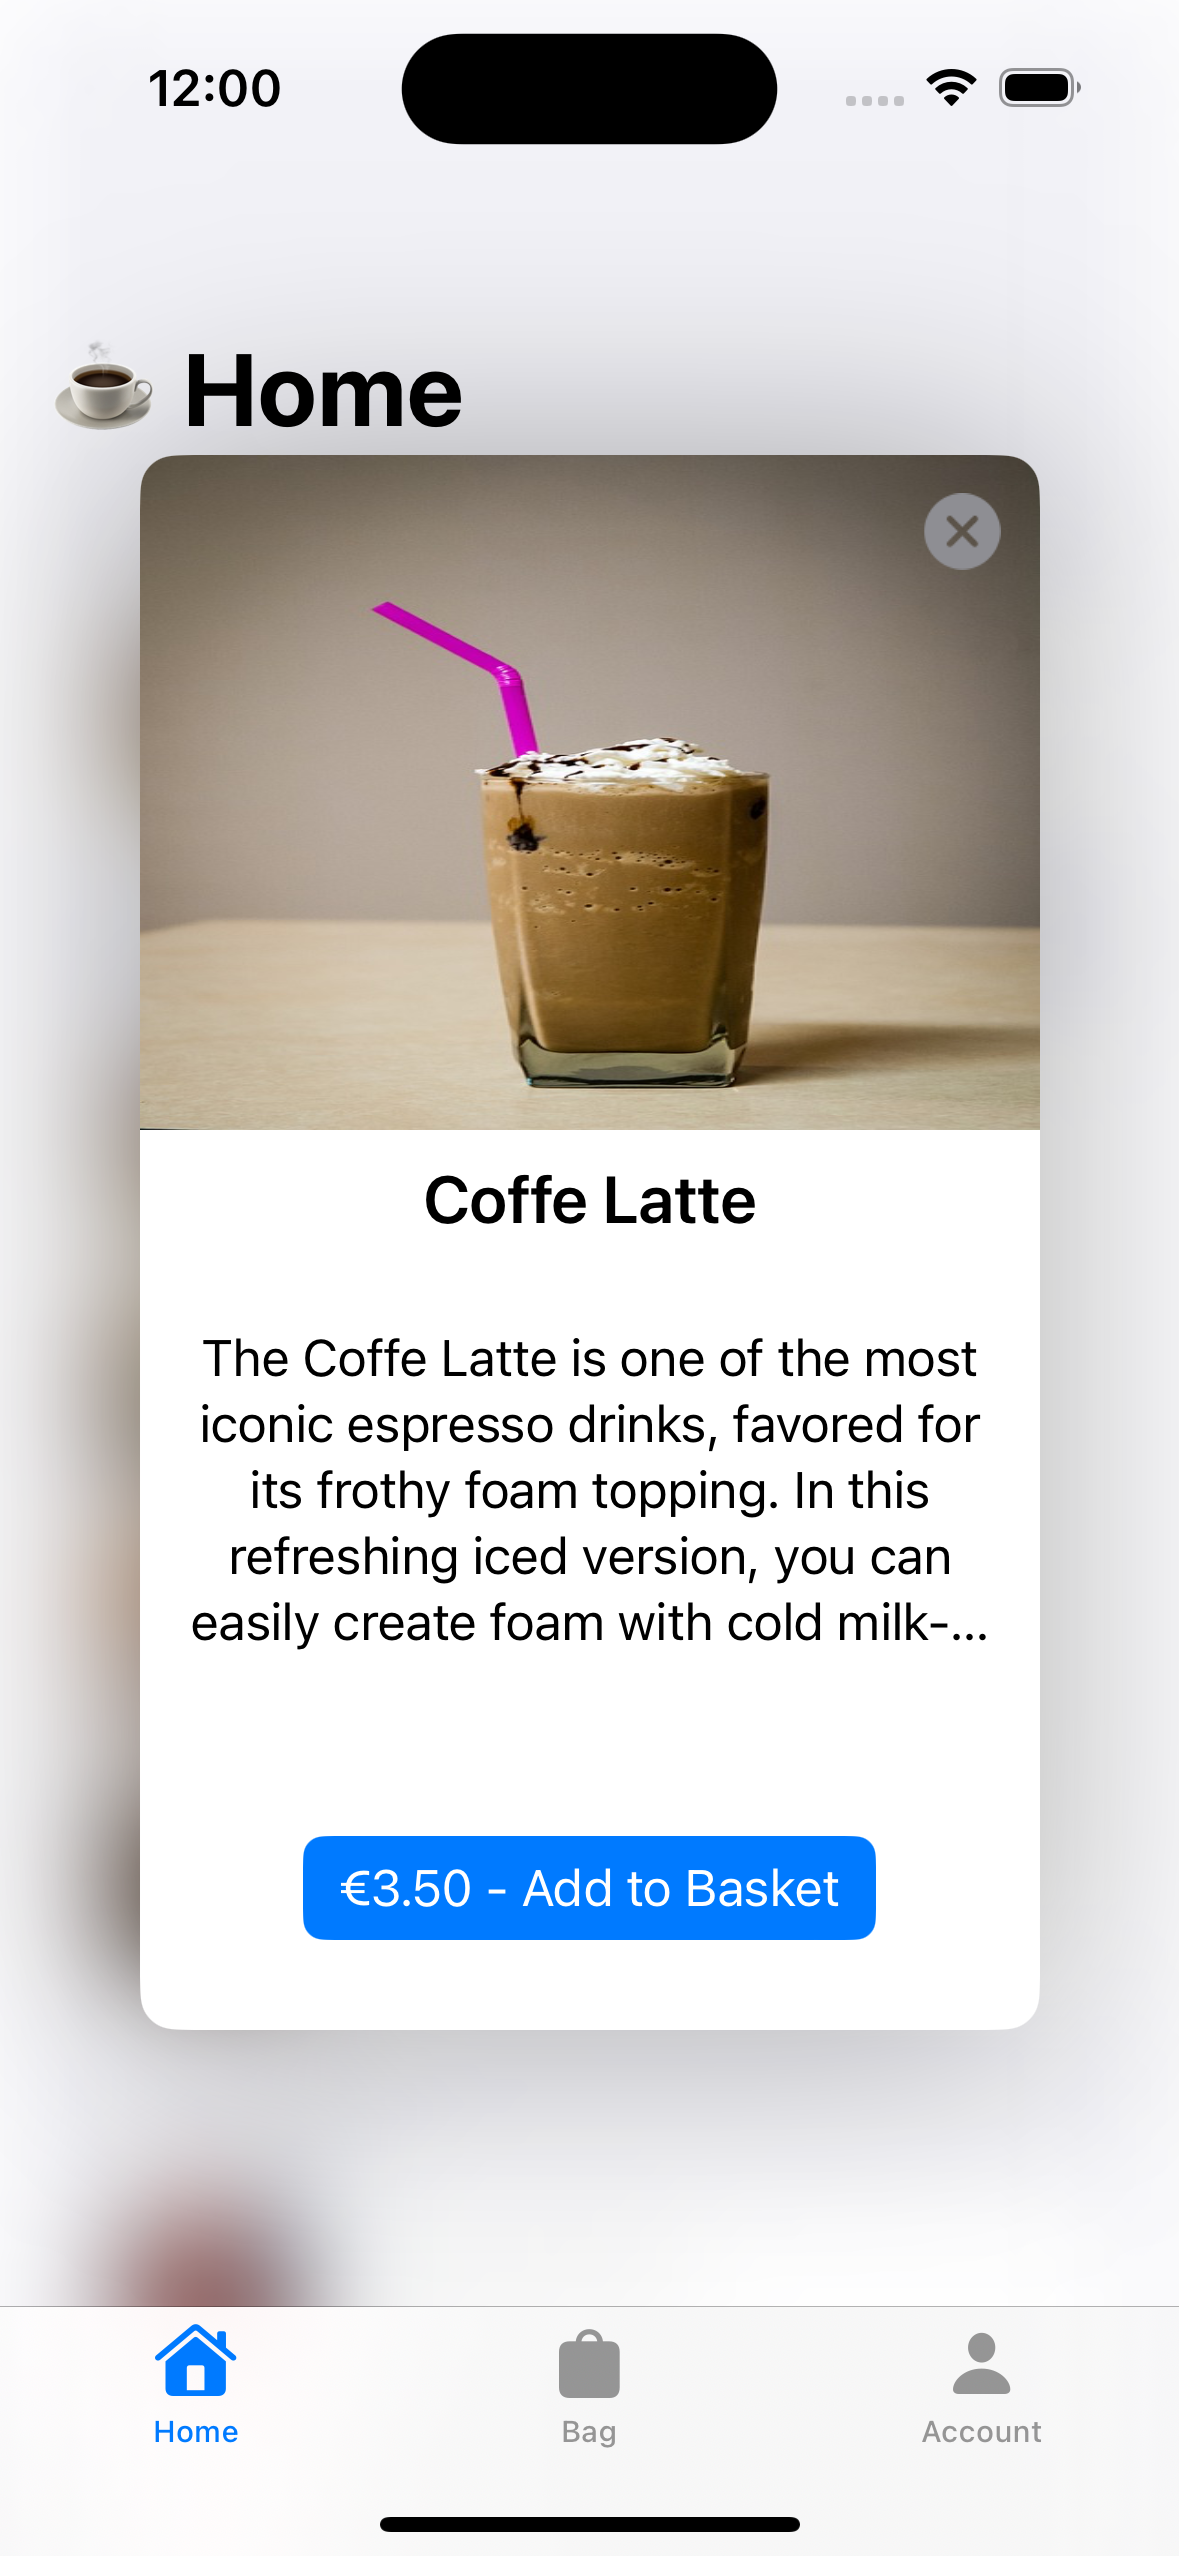 12:00
Home
Coffe Latte
The Coffe Latte is one of the most
iconic espresso drinks, favored for
its frothy foam topping. In this
refreshing iced version, you can
easily create foam with cold milk-...
€3.50 - Add to Basket
Home
Bag
Account